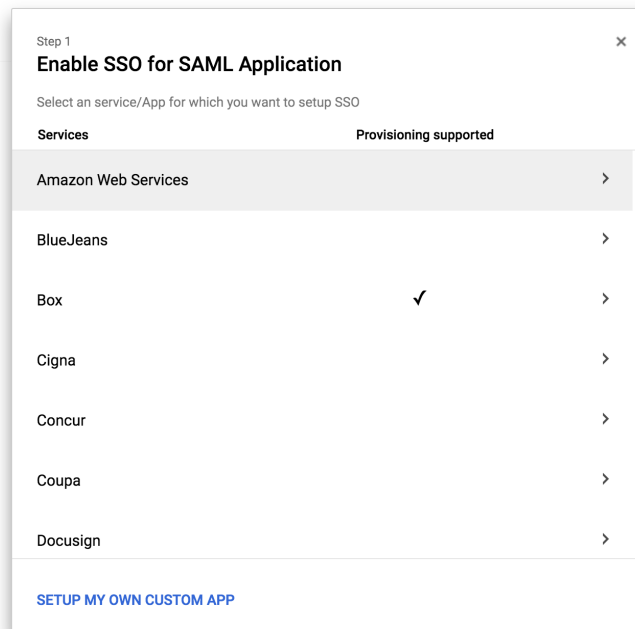 Step 1
Enable SSO for SAML Application
Select an service/App for which you want to setup SSO
Services Provisioning supported
Amazon Web Services
BlueJeans
Box
Cigna
Concur
Coupa
Docusign
SETUP MY OWN CUSTOM APP